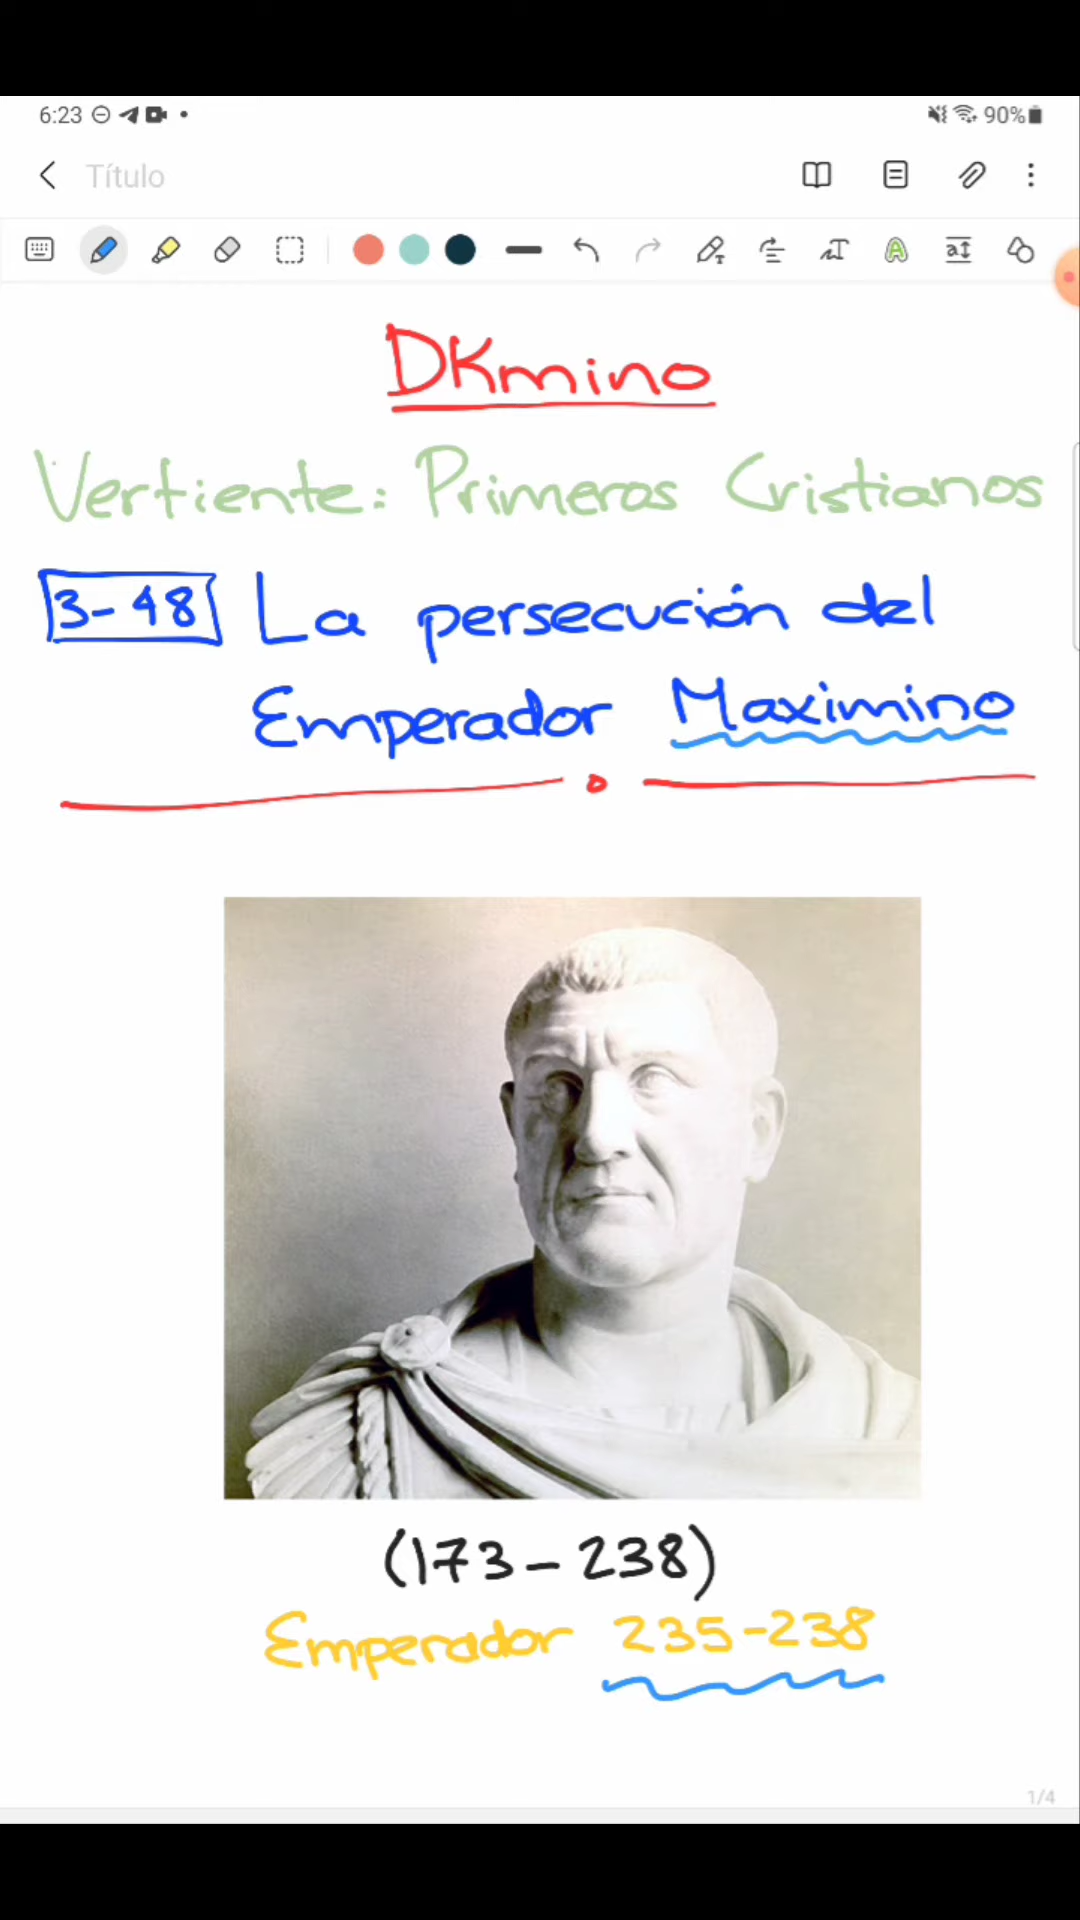 6:23
90%
Título
DKmino
Vertiente: Primeros Cristianos
3-48 La persecución del
Emperador Maximino
(173-238)
Emperador 235-238
1/4